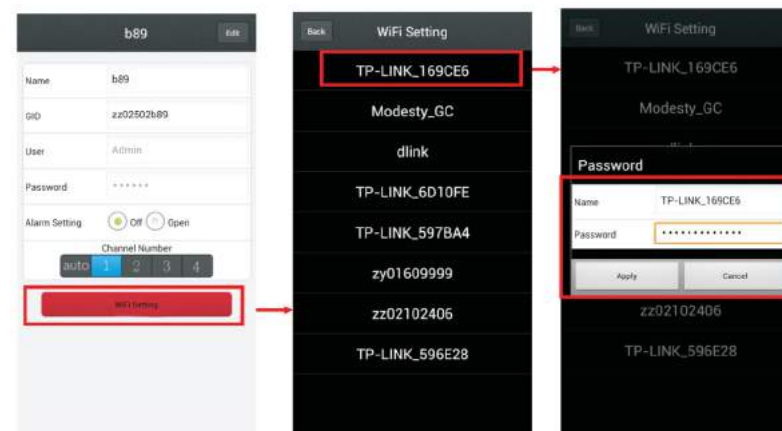 b89
Edit
Name b89
GID zz02502b89
User Admin
Password ••••••
Alarm Setting Off Open
Channel Number
auto 1 2 3 4
WiFi Setting
Back WiFi Setting
TP-LINK_169CE6
Modesty_GC
dlink
TP-LINK_6D10FE
TP-LINK_597BA4
zy01609999
zz02102406
TP-LINK_596E28
Back WiFi Setting
TP-LINK_169CE6
Modesty_GC
Password
Name TP-LINK_169CE6
Password •••••••••••••
Apply Cancel
zz02102406
TP-LINK_596E28